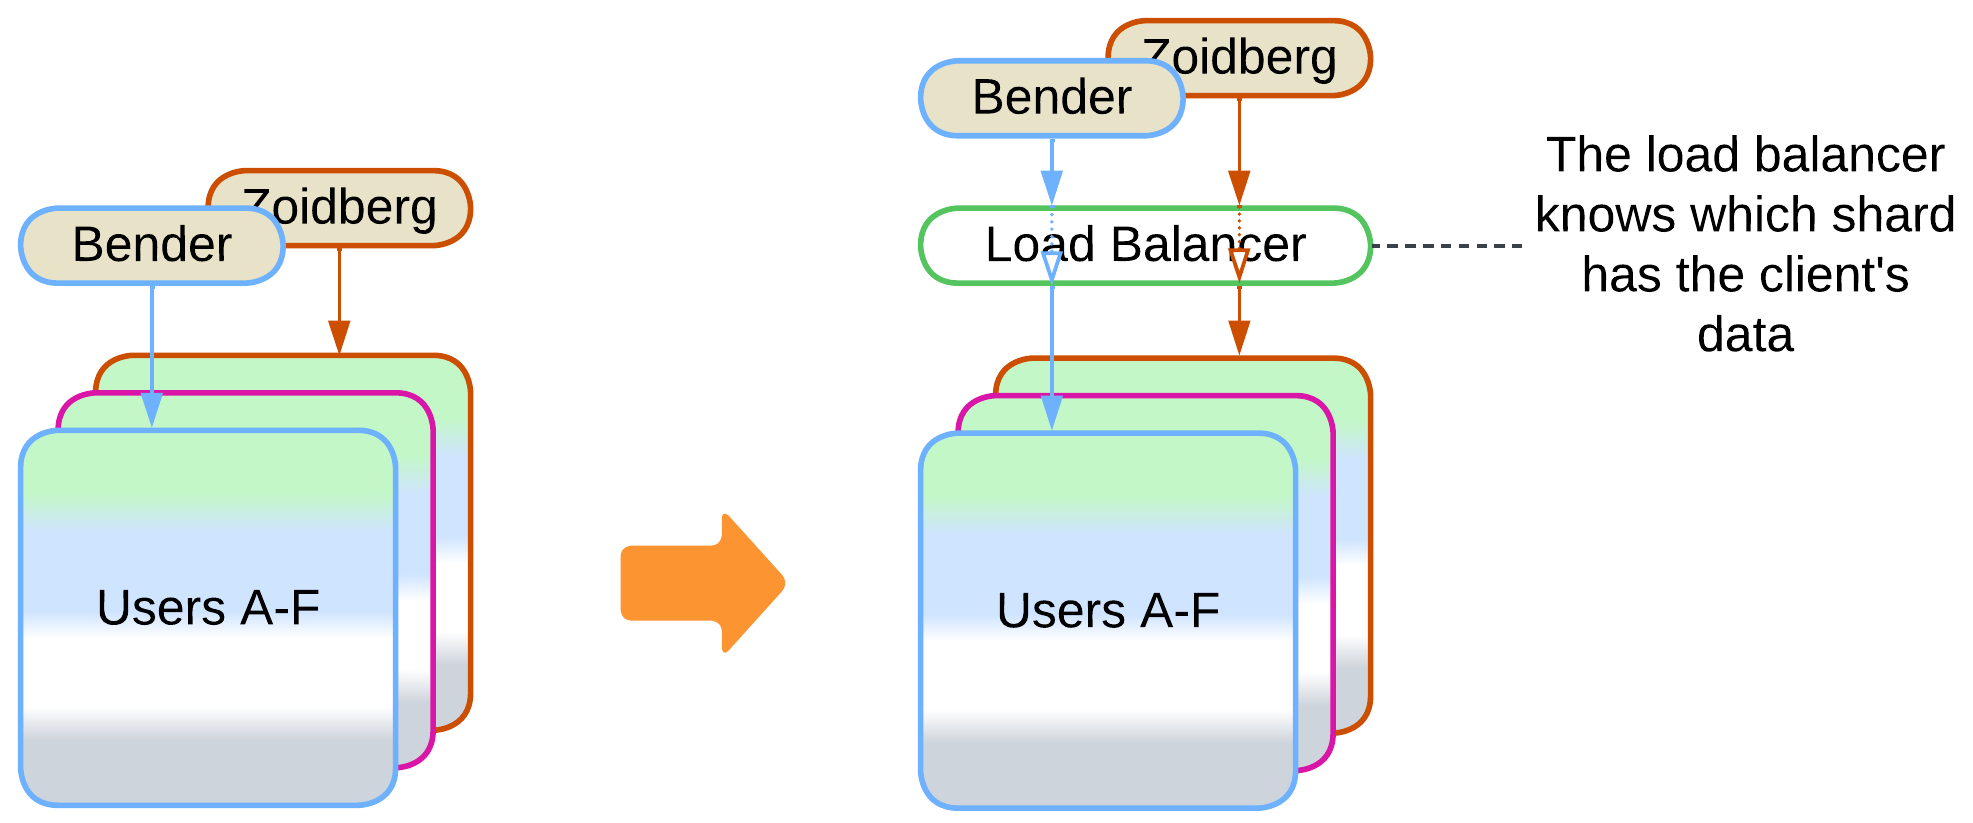 Zoidberg
Bender
Users A-F
Zoidberg
Bender
Load Balancer
The load balancer
knows which shard
has the client's
data
Users A-F